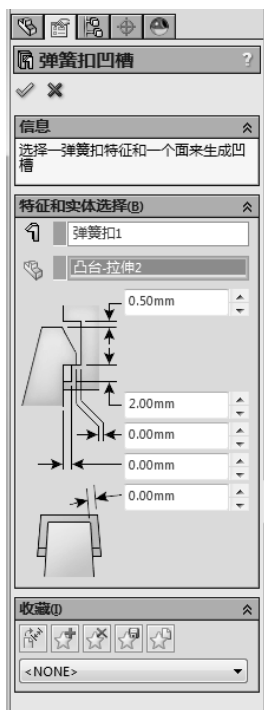 弹簧扣凹槽
?
信息
选择一弹簧扣特征和一个面来生成凹
槽
特征和实体选择(B)
弹簧扣1
凸台-拉伸2
0.50mm
2.00mm
0.00mm
0.00mm
0.00mm
收藏(I)
<NONE>